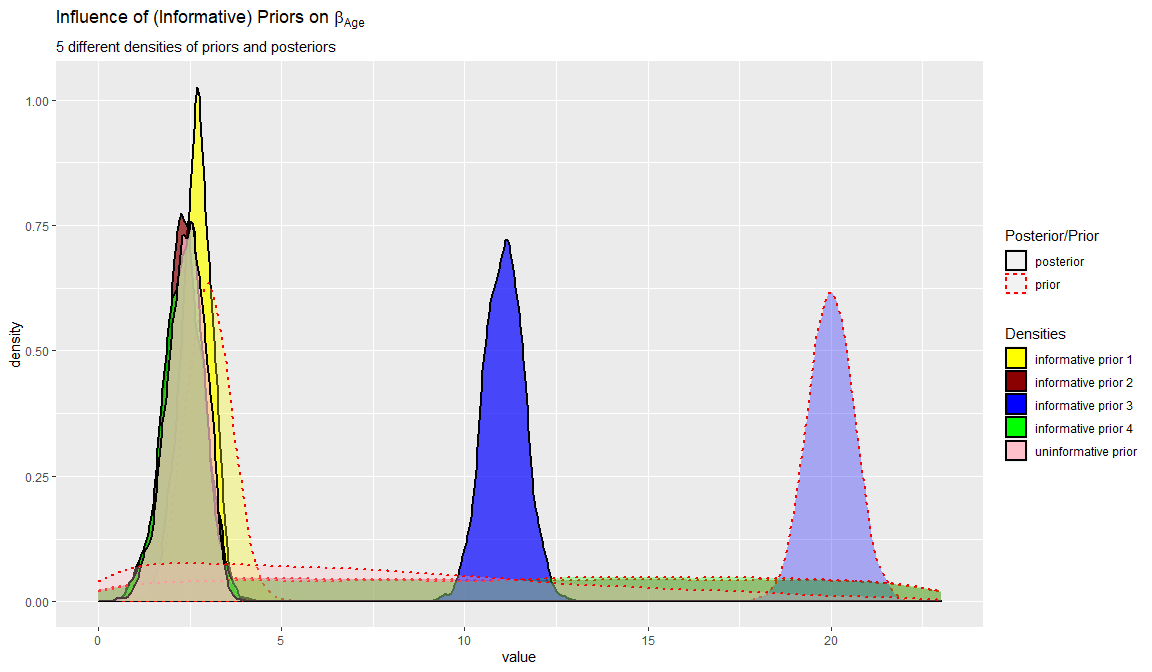 Influence of (Informative) Priors on βAge
5 different densities of priors and posteriors
density
1.00
0.75
0.50
0.25
0.00
0
5
10
15
20
value
Posterior/Prior
posterior
prior
Densities
informative prior 1
informative prior 2
informative prior 3
informative prior 4
uninformative prior